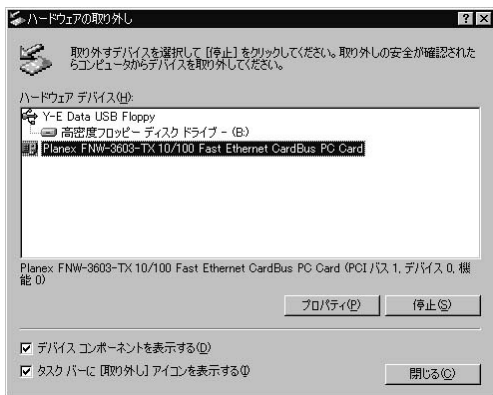 ハードウェアの取り外し
取り外すデバイスを選択して [停止] をクリックしてください。取り外しの安全が確認された
らコンピュータからデバイスを取り外してください。
ハードウェア デバイス(H):
Y-E Data USB Floppy
高密度フロッピー ディスク ドライブ - (B:)
Planex FNW-3603-TX 10/100 Fast Ethernet CardBus PC Card
Planex FNW-3603-TX 10/100 Fast Ethernet CardBus PC Card (PCI バス 1, デバイス 0, 機
能 0)
プロパティ(P)
停止(S)
デバイス コンポーネントを表示する(D)
タスク バーに [取り外し] アイコンを表示する(I)
閉じる(C)